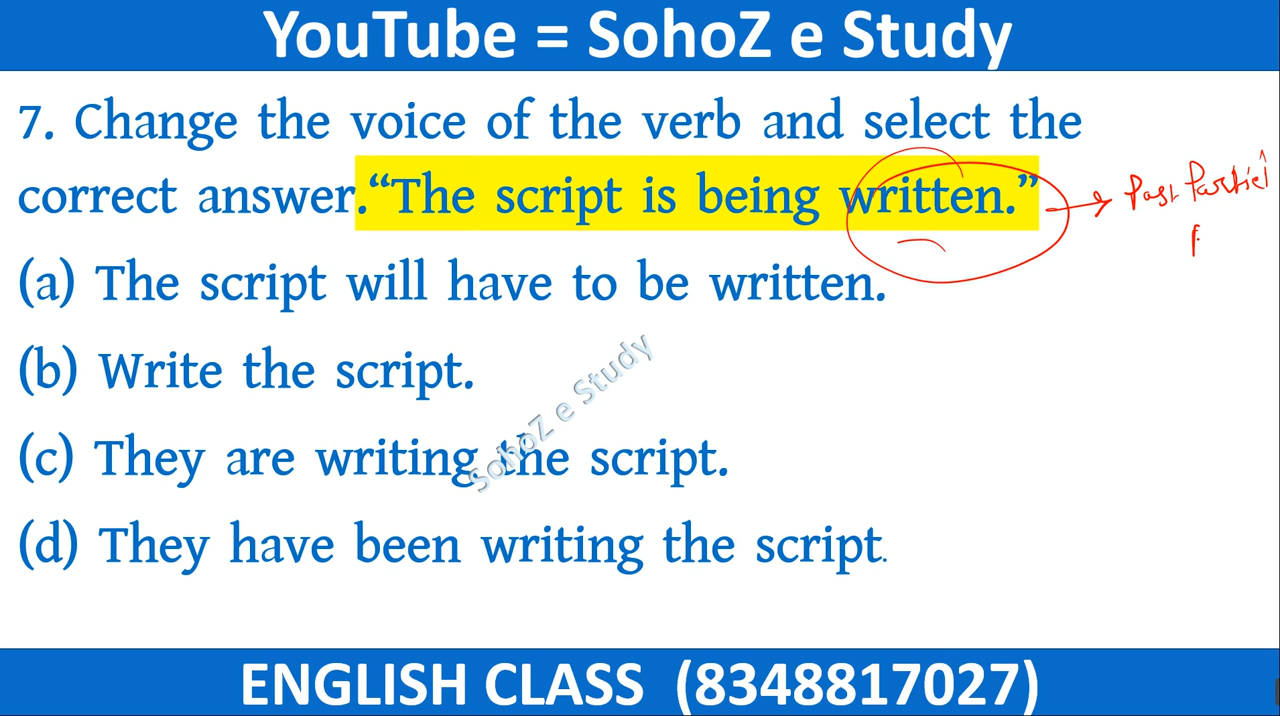 YouTube = SohoZ e Study
7. Change the voice of the verb and select the
correct answer.“The script is being written.”
Past
(a) The script will have to be written.
(b) Write the script.
(c) They are writing the script.
(d) They have been writing the script.
SohoZ e Study
ENGLISH CLASS (8348817027)